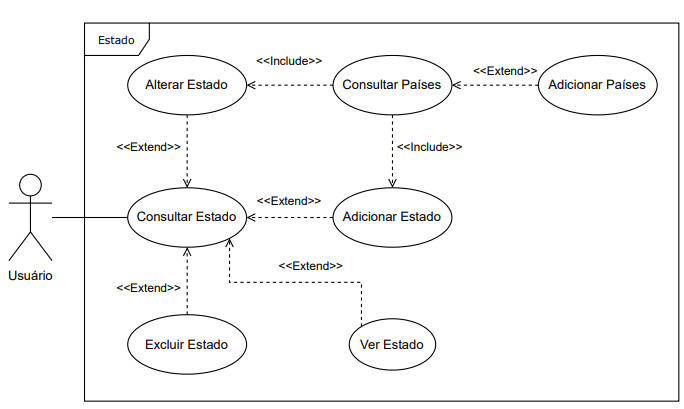 Estado
<<Include>>
Alterar Estado
Consultar Países
<<Extend>>
Adicionar Países
<<Extend>>
<<Include>>
Consultar Estado
<<Extend>>
Adicionar Estado
Usuário
<<Extend>>
<<Extend>>
Excluir Estado
Ver Estado